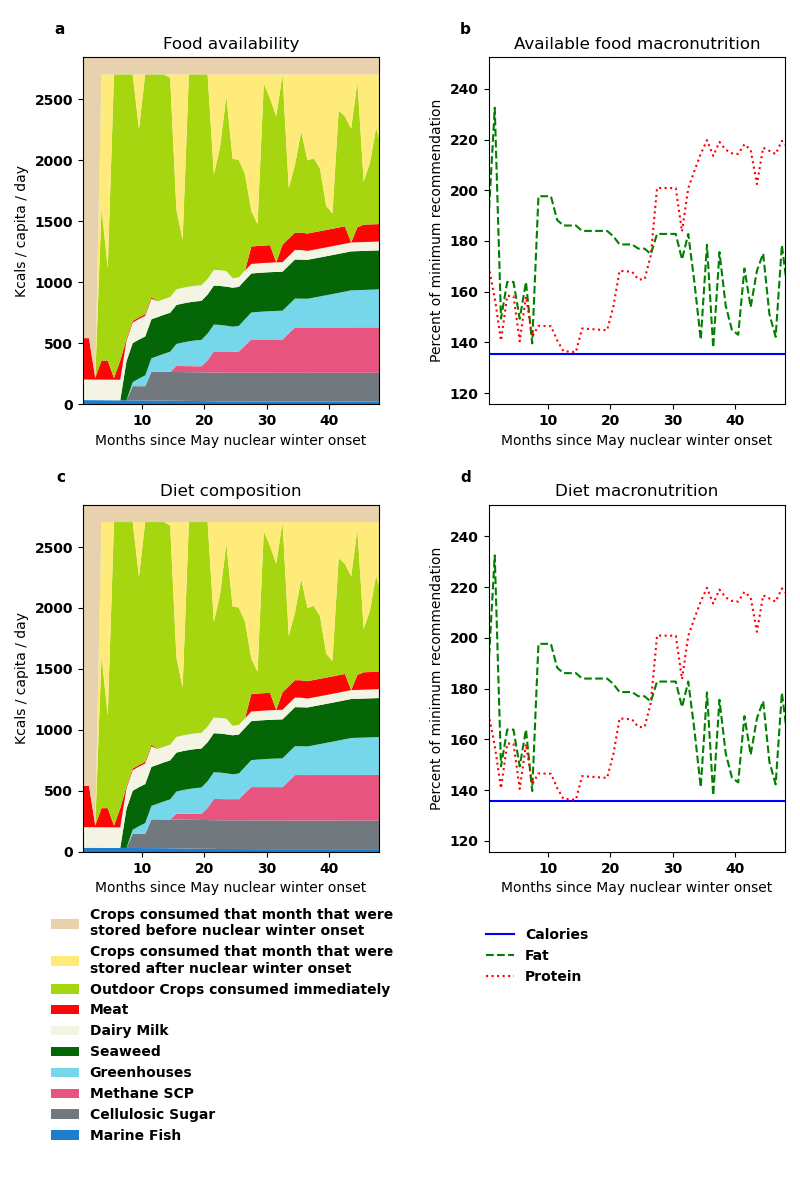 a
Food availability
Kcals / capita / day
2500
2000
1500
1000
500
0
10 20 30 40
Months since May nuclear winter onset
b
Available food macronutrition
Percent of minimum recommendation
240
220
200
180
160
140
120
10 20 30 40
Months since May nuclear winter onset
c
Diet composition
Kcals / capita / day
2500
2000
1500
1000
500
0
10 20 30 40
Months since May nuclear winter onset
d
Diet macronutrition
Percent of minimum recommendation
240
220
200
180
160
140
120
10 20 30 40
Months since May nuclear winter onset
Crops consumed that month that were
stored before nuclear winter onset
Crops consumed that month that were
stored after nuclear winter onset
Outdoor Crops consumed immediately
Meat
Dairy Milk
Seaweed
Greenhouses
Methane SCP
Cellulosic Sugar
Marine Fish
Calories
Fat
Protein